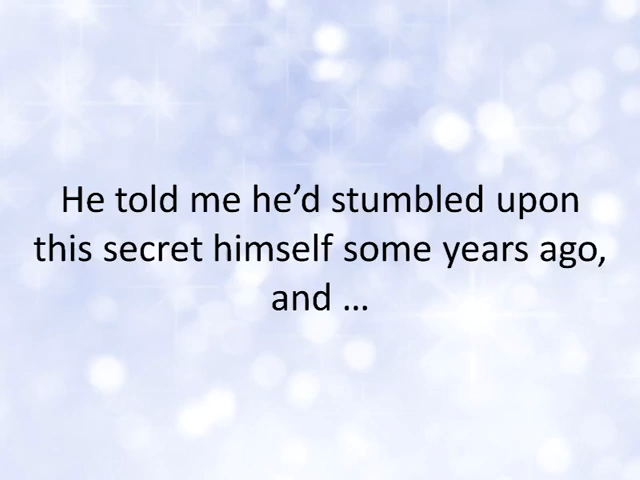 He told me he’d stumbled upon
this secret himself some years ago,
and …